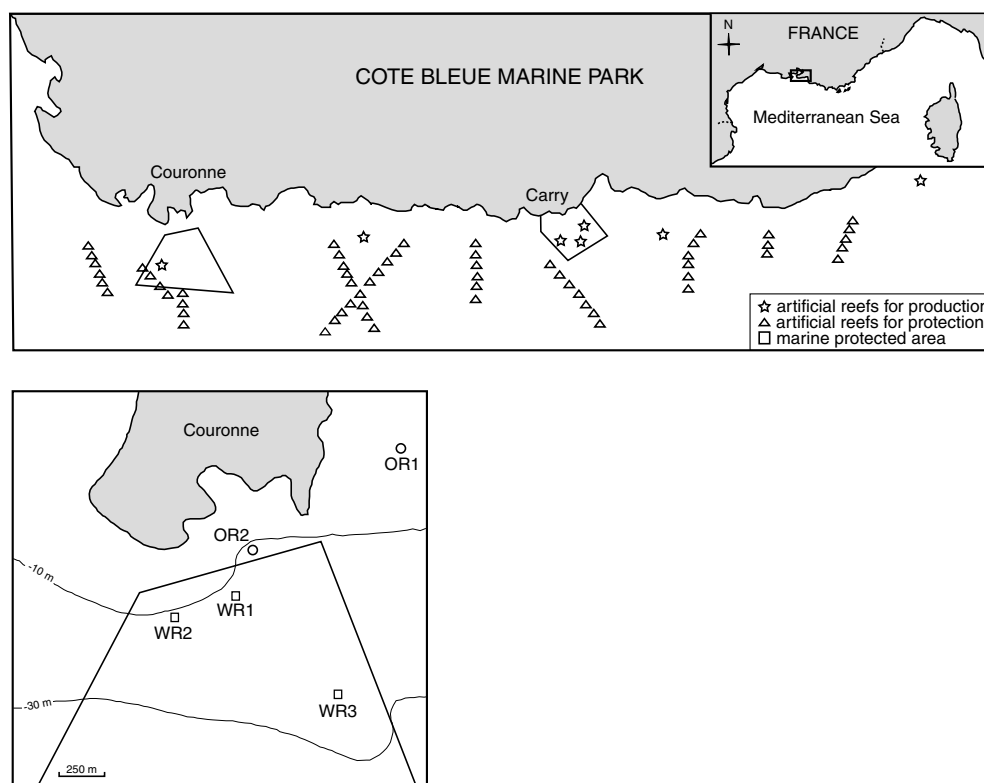 N
FRANCE
COTE BLEUE MARINE PARK
Mediterranean Sea
Couronne
Carry
artificial reefs for production
artificial reefs for protection
marine protected area
Couronne
OR1
OR2
-10 m
WR1
WR2
-30 m
WR3
250 m